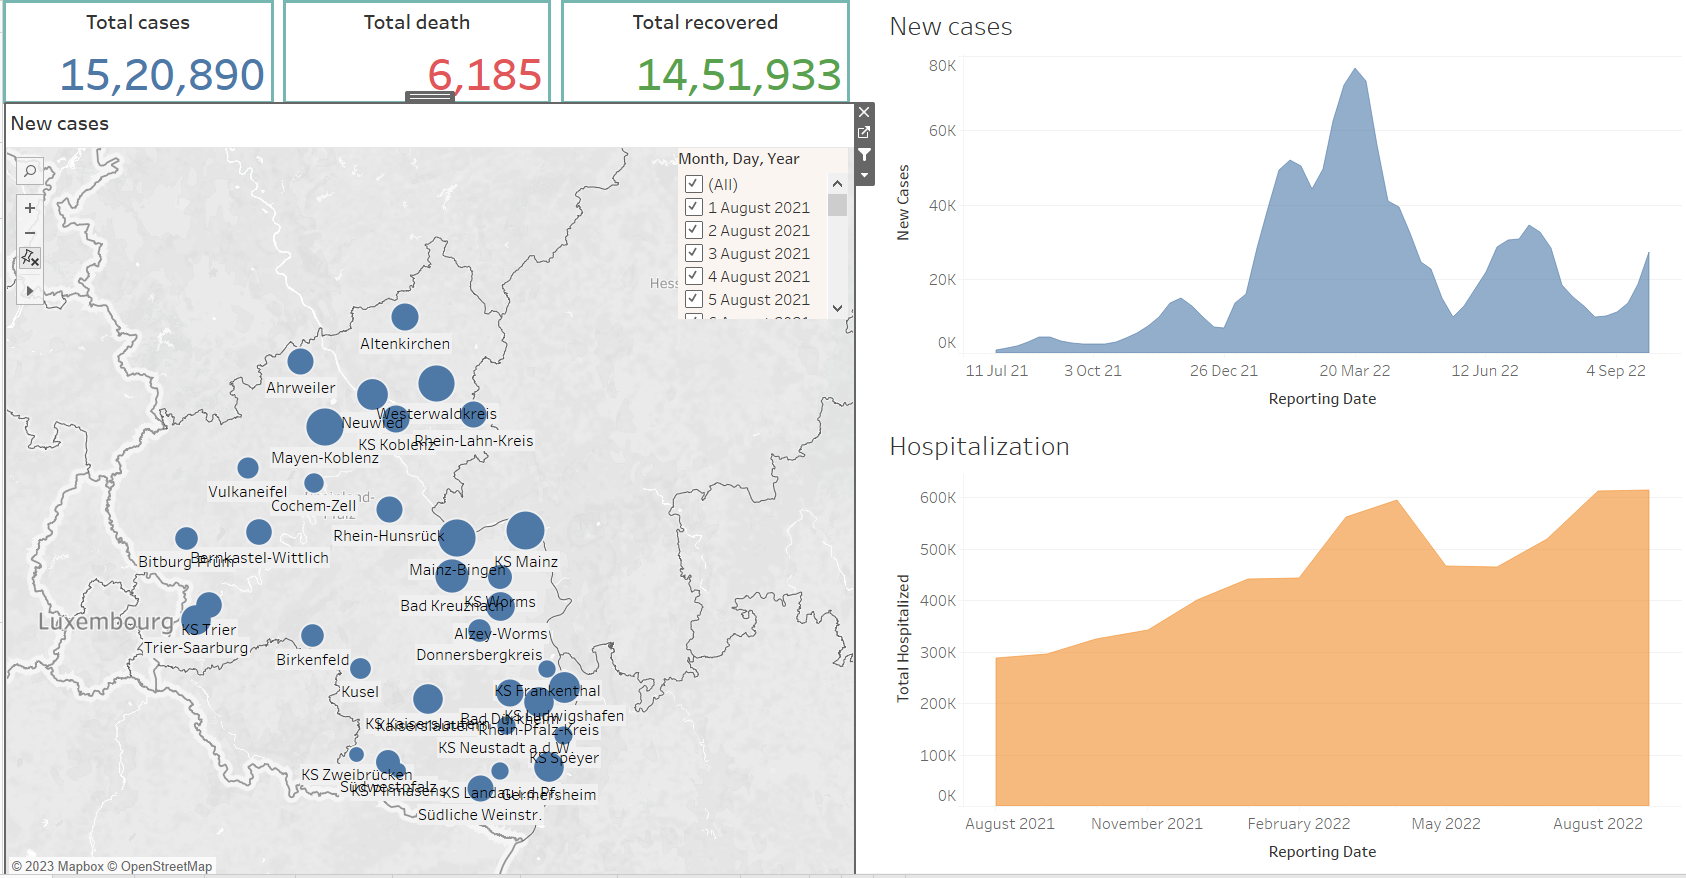 Total cases
15,20,890
Total death
6,185
Total recovered
14,51,933
New cases
Month, Day, Year
(All)
1 August 2021
2 August 2021
3 August 2021
4 August 2021
5 August 2021
Hess
Altenkirchen
Ahrweiler
Westerwaldkreis
Neuwied
Rhein-Lahn-Kreis
KS Koblenz
Mayen-Koblenz
Vulkaneifel
Cochem-Zell
Rhein-Hunsrück
Bernkastel-Wittlich
Bitburg-Prüm
KS Mainz
Mainz-Bingen
KS Worms
Bad Kreuznach
Luxembourg
KS Trier
Alzey-Worms
Trier-Saarburg
Donnersbergkreis
Birkenfeld
Kusel
KS Frankenthal
KS Ludwigshafen
Bad Dürkheim
KS Kaiserslautern
Kaiserslautern
Rhein-Pfalz-Kreis
KS Neustadt a.d.W.
KS Speyer
KS Zweibrücken
Südwestpfalz
KS Pirmasens
KS Landau i.d.Pf.
Germersheim
Südliche Weinstr.
© 2023 Mapbox © OpenStreetMap
New cases
80K
60K
40K
20K
0K
New Cases
11 Jul 21
3 Oct 21
26 Dec 21
20 Mar 22
12 Jun 22
4 Sep 22
Reporting Date
Hospitalization
600K
500K
400K
300K
200K
100K
0K
Total Hospitalized
August 2021
November 2021
February 2022
May 2022
August 2022
Reporting Date